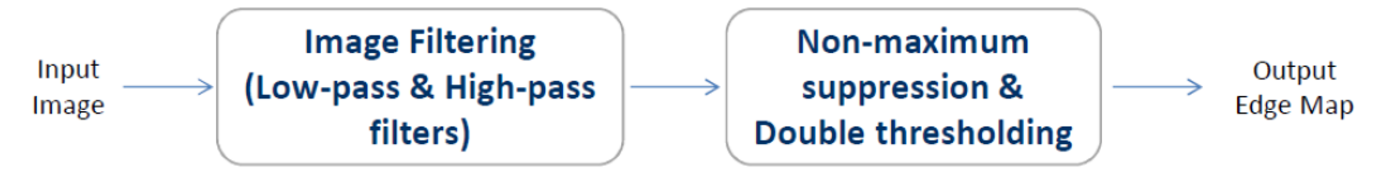 Input
Image
Image Filtering
(Low-pass & High-pass
filters)
Non-maximum
suppression &
Double thresholding
Output
Edge Map